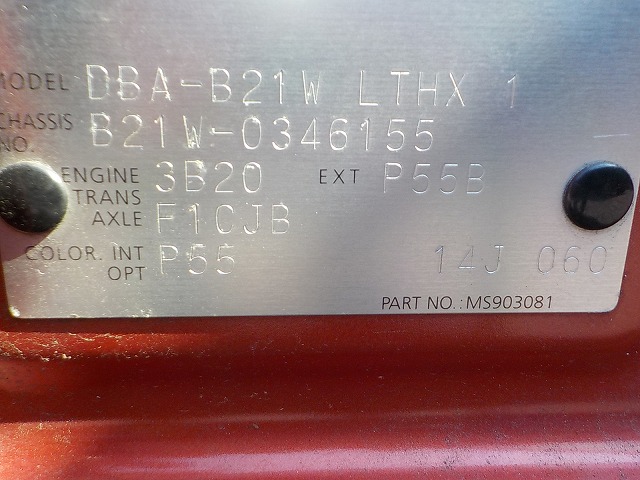 MODEL DBA-B21W LTHX 1
CHASSIS NO. B21W-0346155
ENGINE 3B20 EXT P55B
TRANS AXLE F1CJB
COLOR. INT OPT P55 14J 060
PART NO.: MS903081